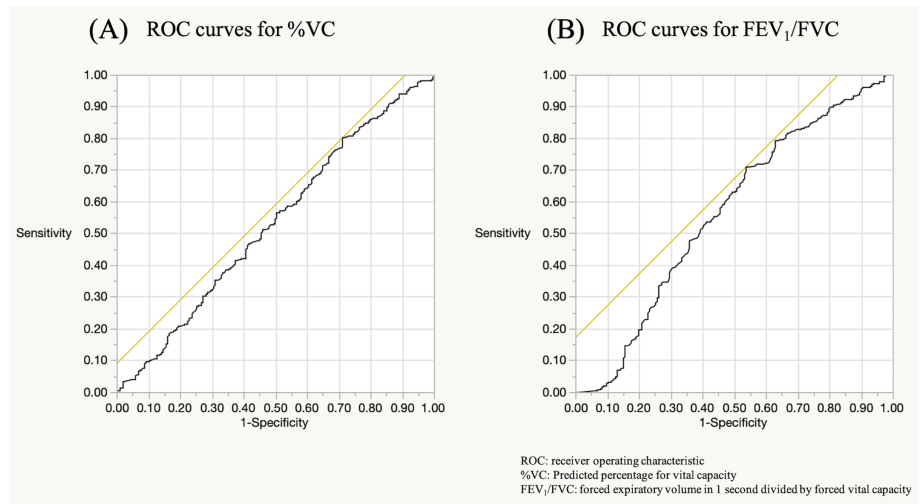 (A) ROC curves for %VC
1.00
0.90
0.80
0.70
0.60
Sensitivity 0.50
0.40
0.30
0.20
0.10
0.00
0.00 0.10 0.20 0.30 0.40 0.50 0.60 0.70 0.80 0.90 1.00
1-Specificity
(B) ROC curves for FEV₁/FVC
1.00
0.90
0.80
0.70
0.60
Sensitivity 0.50
0.40
0.30
0.20
0.10
0.00
0.00 0.10 0.20 0.30 0.40 0.50 0.60 0.70 0.80 0.90 1.00
1-Specificity
ROC: receiver operating characteristic
%VC: Predicted percentage for vital capacity
FEV₁/FVC: forced expiratory volume in 1 second divided by forced vital capacity